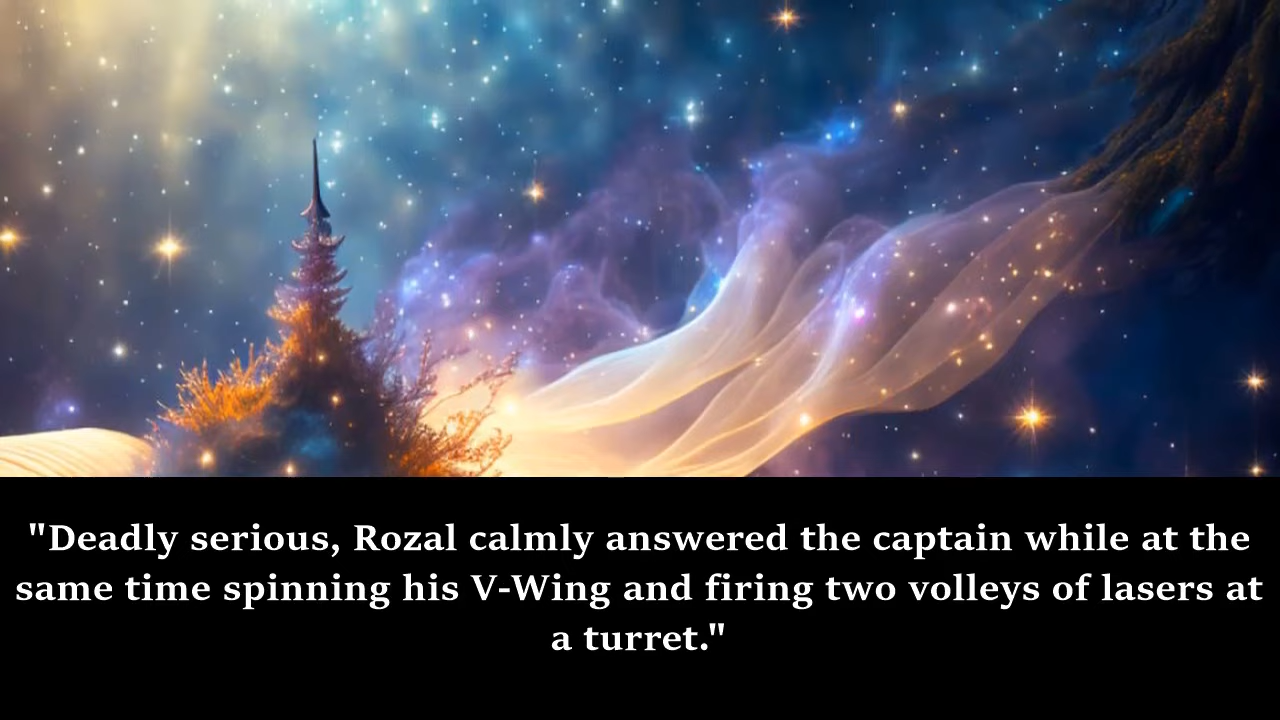 "Deadly serious, Rozal calmly answered the captain while at the
same time spinning his V-Wing and firing two volleys of lasers at
a turret."